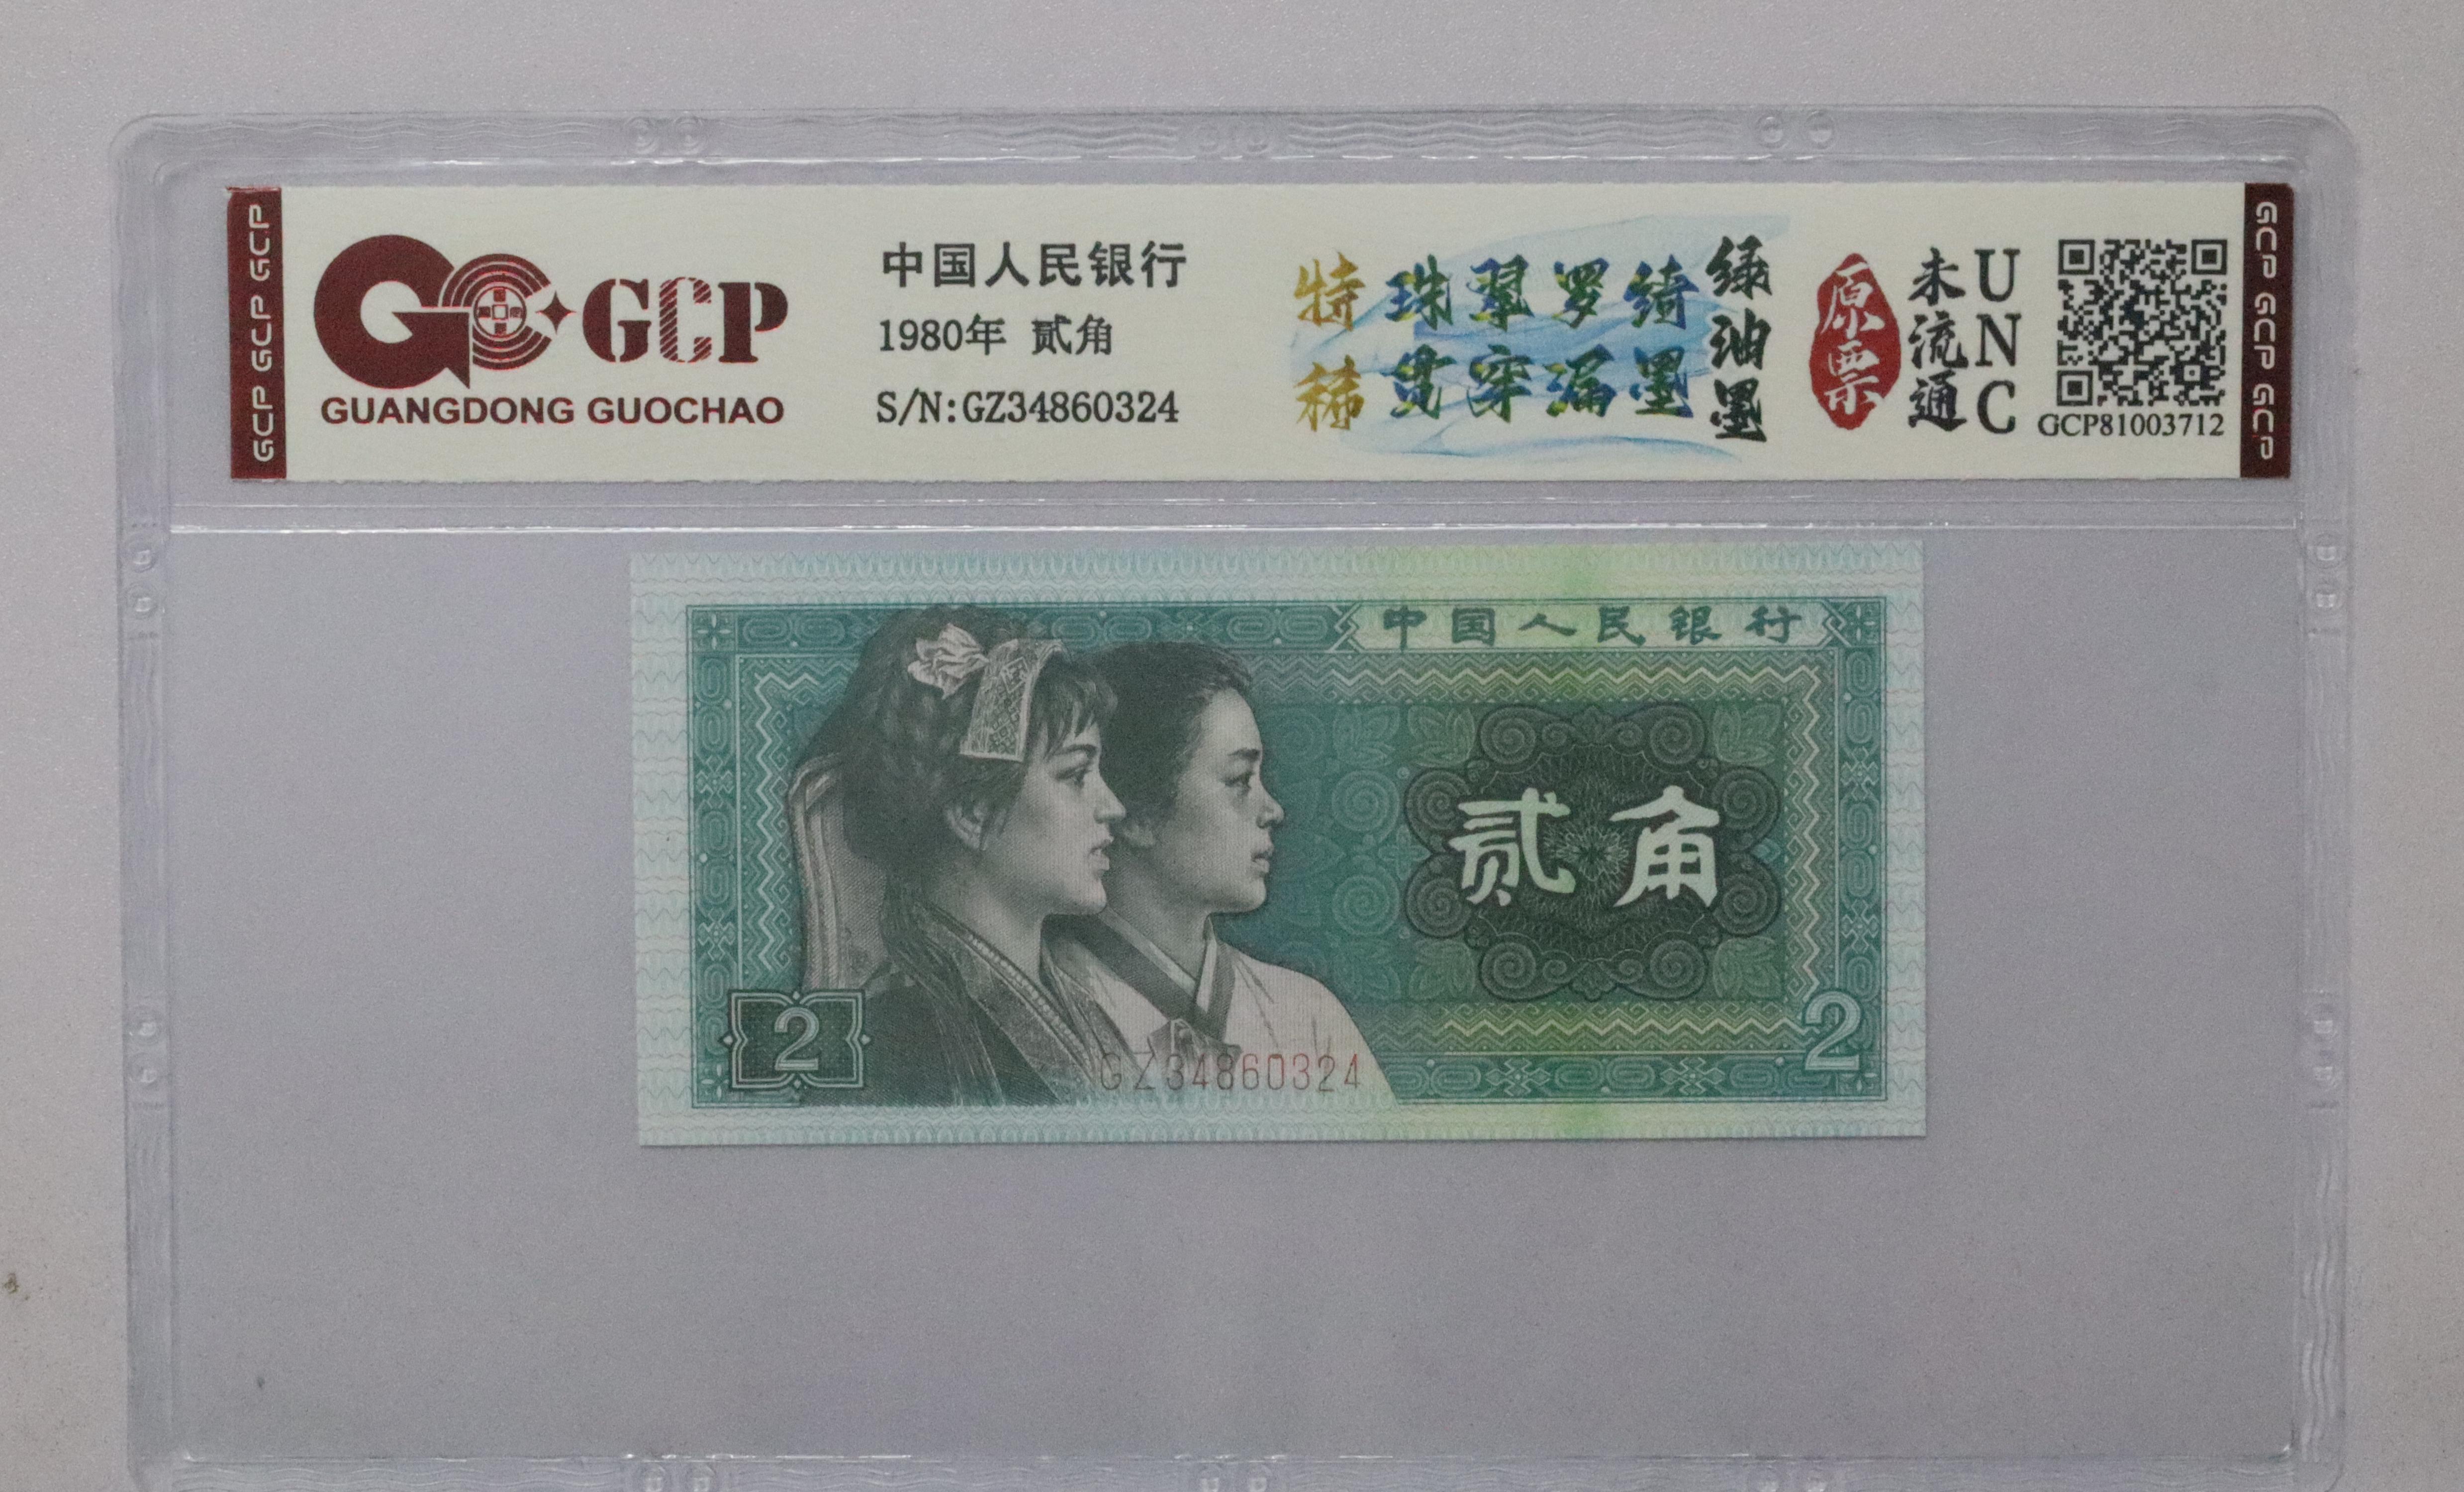 GCP GCP GCP
GCP
GUANGDONG GUOCHAO
中国人民银行
1980年 贰角
S/N:GZ34860324
特稀
珠翠罗绮
贯穿漏墨
绿油墨
原票
未流通
UNC
GCP81003712
GCP GCP GCP
中国人民银行
贰角
2
2
GZ34860324